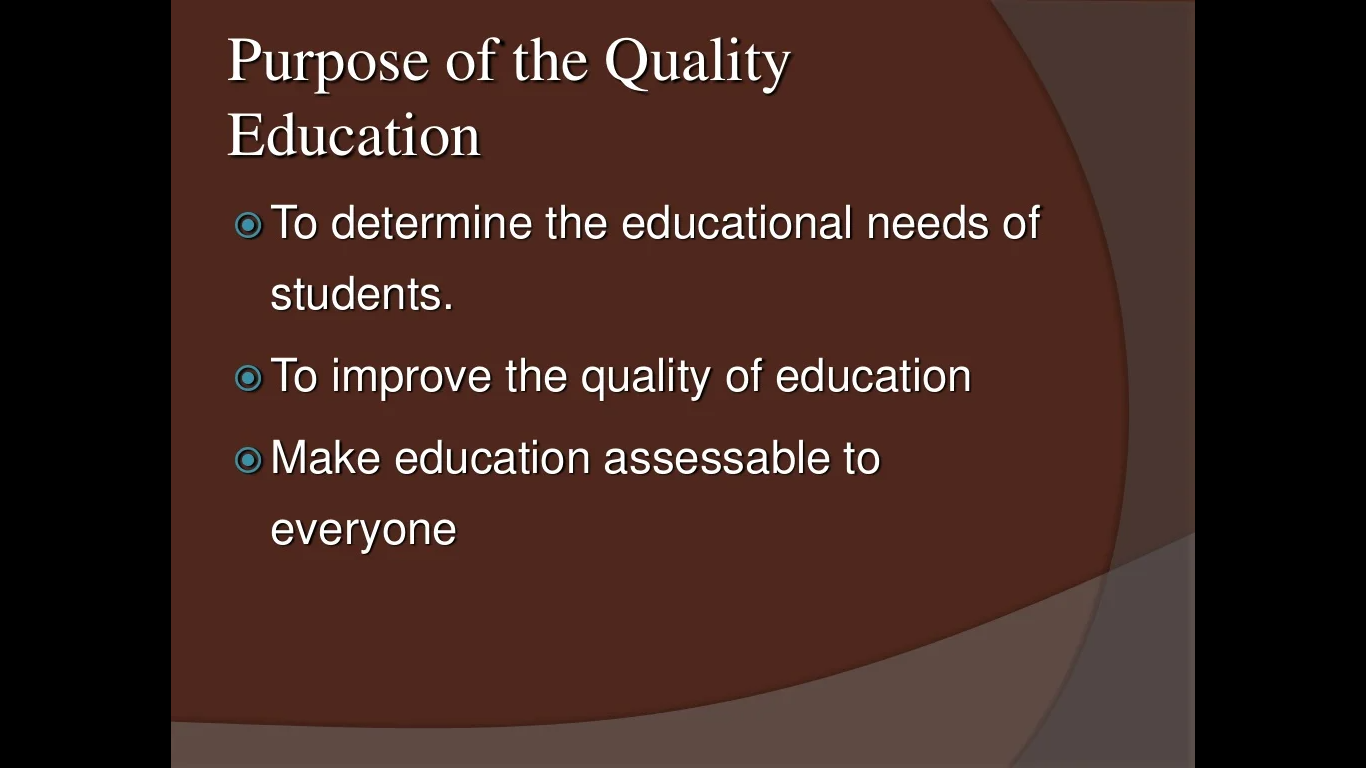 Purpose of the Quality
Education
To determine the educational needs of
students.
To improve the quality of education
Make education assessable to
everyone